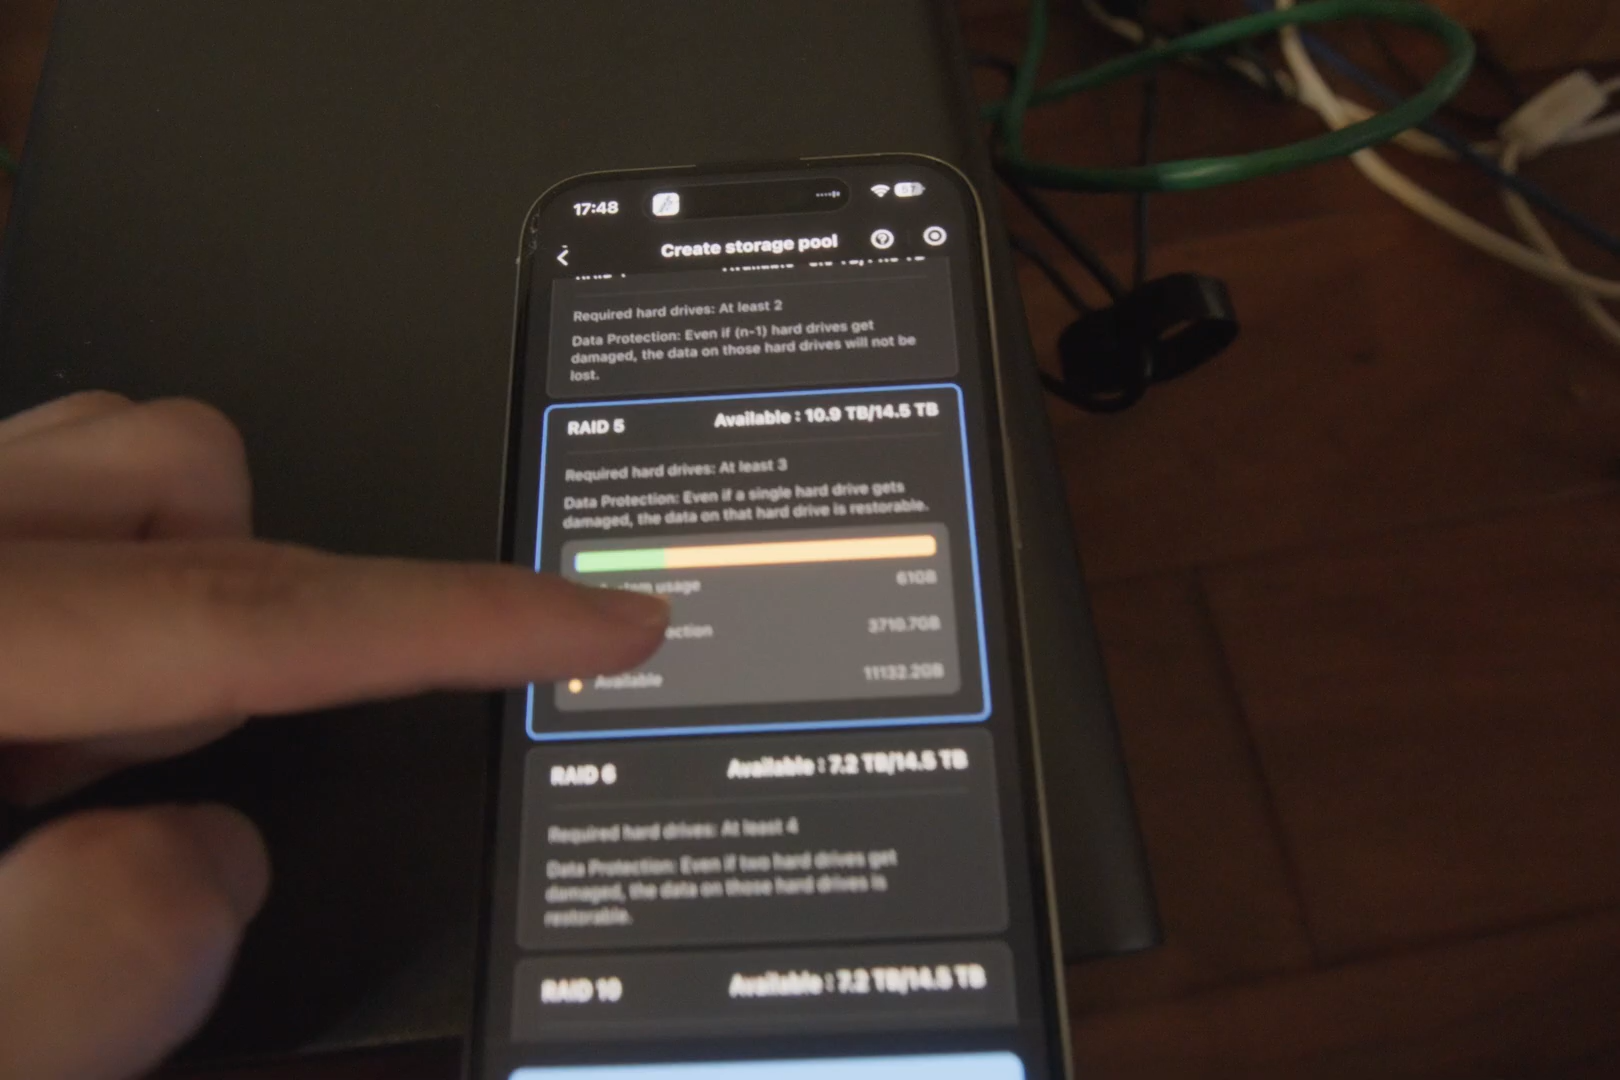 17:48
57
Create storage pool
Required hard drives: At least 2
Data Protection: Even if (n-1) hard drives get
damaged, the data on those hard drives will not be
lost.
RAID 5 Available : 10.9 TB/14.5 TB
Required hard drives: At least 3
Data Protection: Even if a single hard drive gets
damaged, the data on that hard drive is restorable.
usage 61GB
3710.7GB
Available 11132.2GB
RAID 6 Available : 7.2 TB/14.5 TB
Required hard drives: At least 4
Data Protection: Even if two hard drives get
damaged, the data on those hard drives is
restorable.
RAID 10 Available : 7.2 TB/14.5 TB